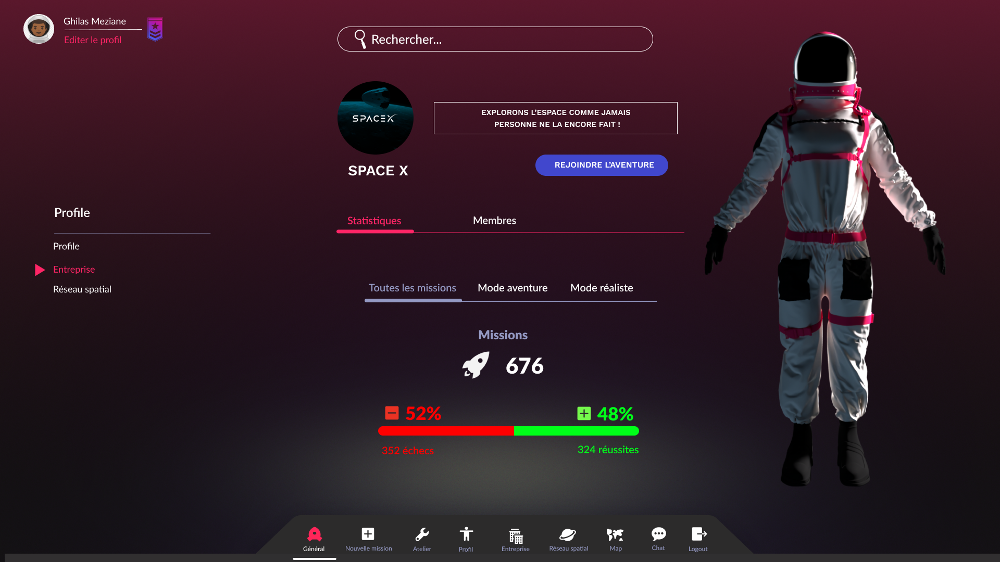 Ghilas Meziane
Editer le profil
Rechercher...
SPACEX
EXPLORONS L'ESPACE COMME JAMAIS
PERSONNE NE LA ENCORE FAIT !
SPACE X
REJOINDRE L'AVENTURE
Profile
Profile
Entreprise
Réseau spatial
Statistiques
Membres
Toutes les missions
Mode aventure
Mode réaliste
Missions
676
52%
48%
352 échecs
324 réussites
Général
Nouvelle mission
Atelier
Profil
Entreprise
Réseau spatial
Map
Chat
Logout